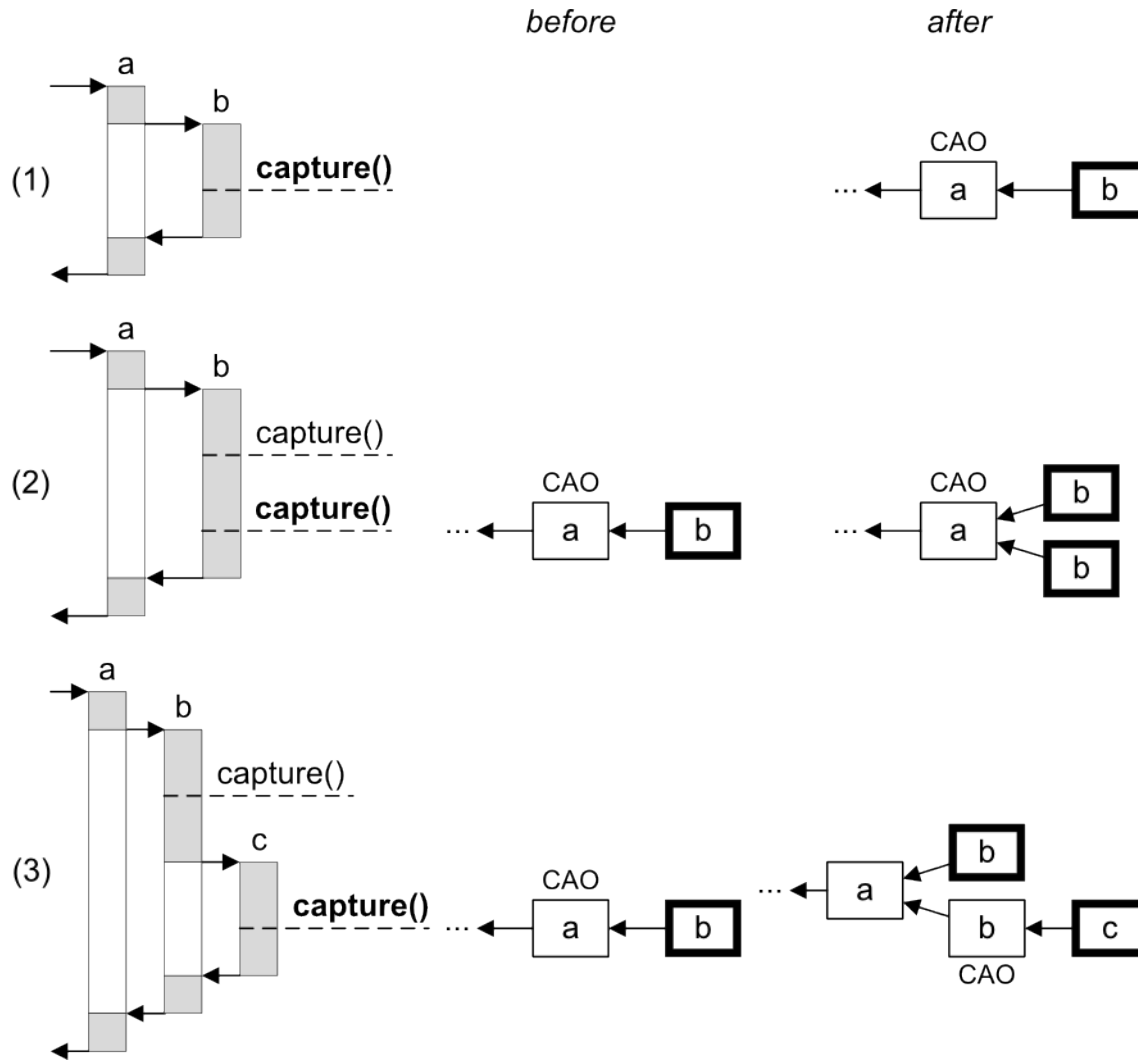 before after
a
b
CAO
(1) capture() ... a b
a
b
capture()
CAO CAO b
(2) capture() ... a b ... a
b
a
b
capture()
c b
(3) CAO ... a
capture() ... a b b c
CAO